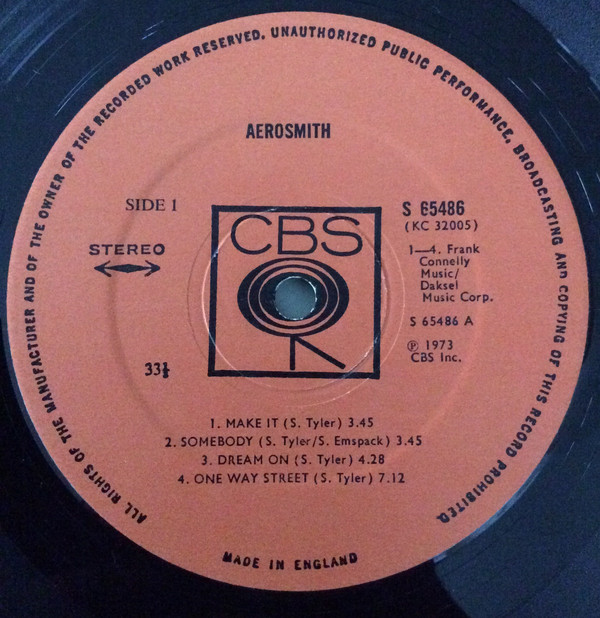 ALL RIGHTS OF THE MANUFACTURER AND OF THE OWNER OF THE RECORDED WORK RESERVED. UNAUTHORIZED PUBLIC PERFORMANCE, BROADCASTING AND COPYING OF THIS RECORD PROHIBITED.
AEROSMITH
SIDE 1
STEREO
33⅓
CBS
S 65486
(KC 32005)
1—4. Frank
Connelly
Music/
Daksel
Music Corp.
S 65486 A
℗ 1973
CBS Inc.
1. MAKE IT (S. Tyler) 3.45
2. SOMEBODY (S. Tyler/S. Emspack) 3.45
3. DREAM ON (S. Tyler) 4.28
4. ONE WAY STREET (S. Tyler) 7.12
MADE IN ENGLAND